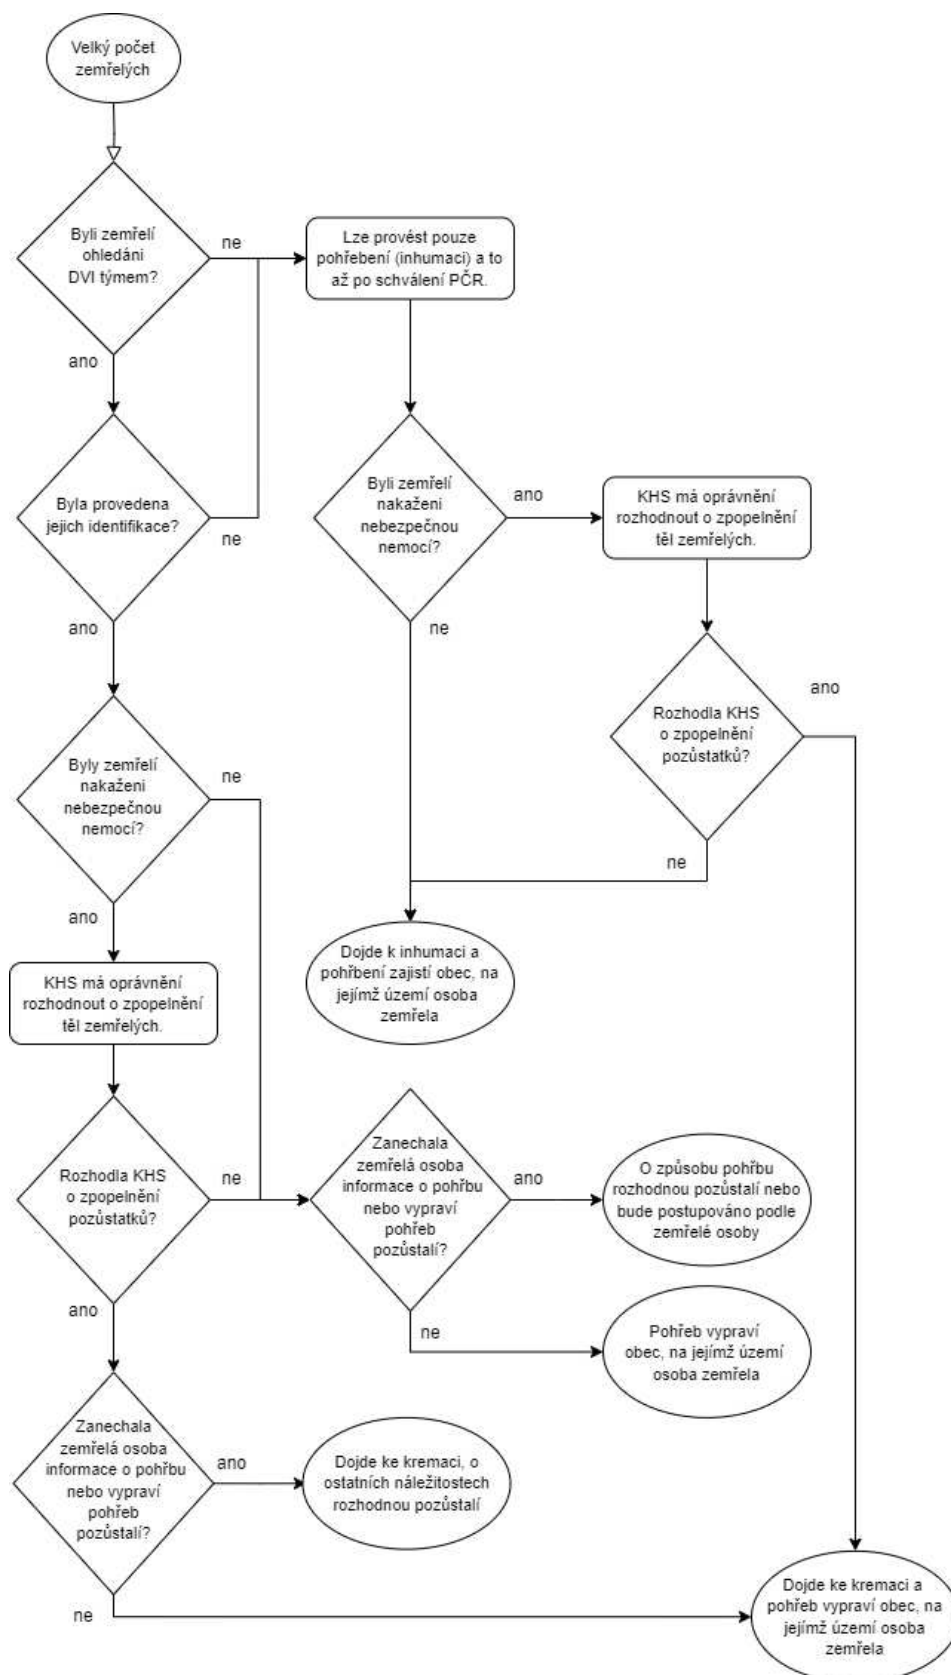 Velký počet
zemřelých
Byli zemřelí
ohledáni
DVI týmem?
ne
Lze provést pouze
pohřebení (inhumaci) a to
až po schválení PČR.
ano
Byla provedena
jejich identifikace?
ne
Byli zemřelí
nakaženi
nebezpečnou
nemocí?
ano
KHS má oprávnění
rozhodnout o zpopelnění
těl zemřelých.
ano
ne
Rozhodla KHS
o zpopelnění
pozůstatků?
ano
ne
Byly zemřelí
nakaženi
nebezpečnou
nemocí?
ne
ano
Dojde k inhumaci a
pohřbení zajistí obec, na
jejímž území osoba
zemřela
KHS má oprávnění
rozhodnout o zpopelnění
těl zemřelých.
Rozhodla KHS
o zpopelnění
pozůstatků?
ne
Zanechala
zemřelá osoba
informace o pohřbu
nebo vypraví
pohřeb
pozůstalí?
ano
O způsobu pohřbu
rozhodnou pozůstalí nebo
bude postupováno podle
zemřelé osoby
ne
Pohřeb vypraví
obec, na jejímž území
osoba zemřela
ano
Zanechala
zemřelá osoba
informace o pohřbu
nebo vypraví
pohřeb
pozůstalí?
ano
Dojde ke kremaci, o
ostatních náležitostech
rozhodnou pozůstalí
ne
Dojde ke kremaci a
pohřeb vypraví obec, na
jejímž území osoba
zemřela